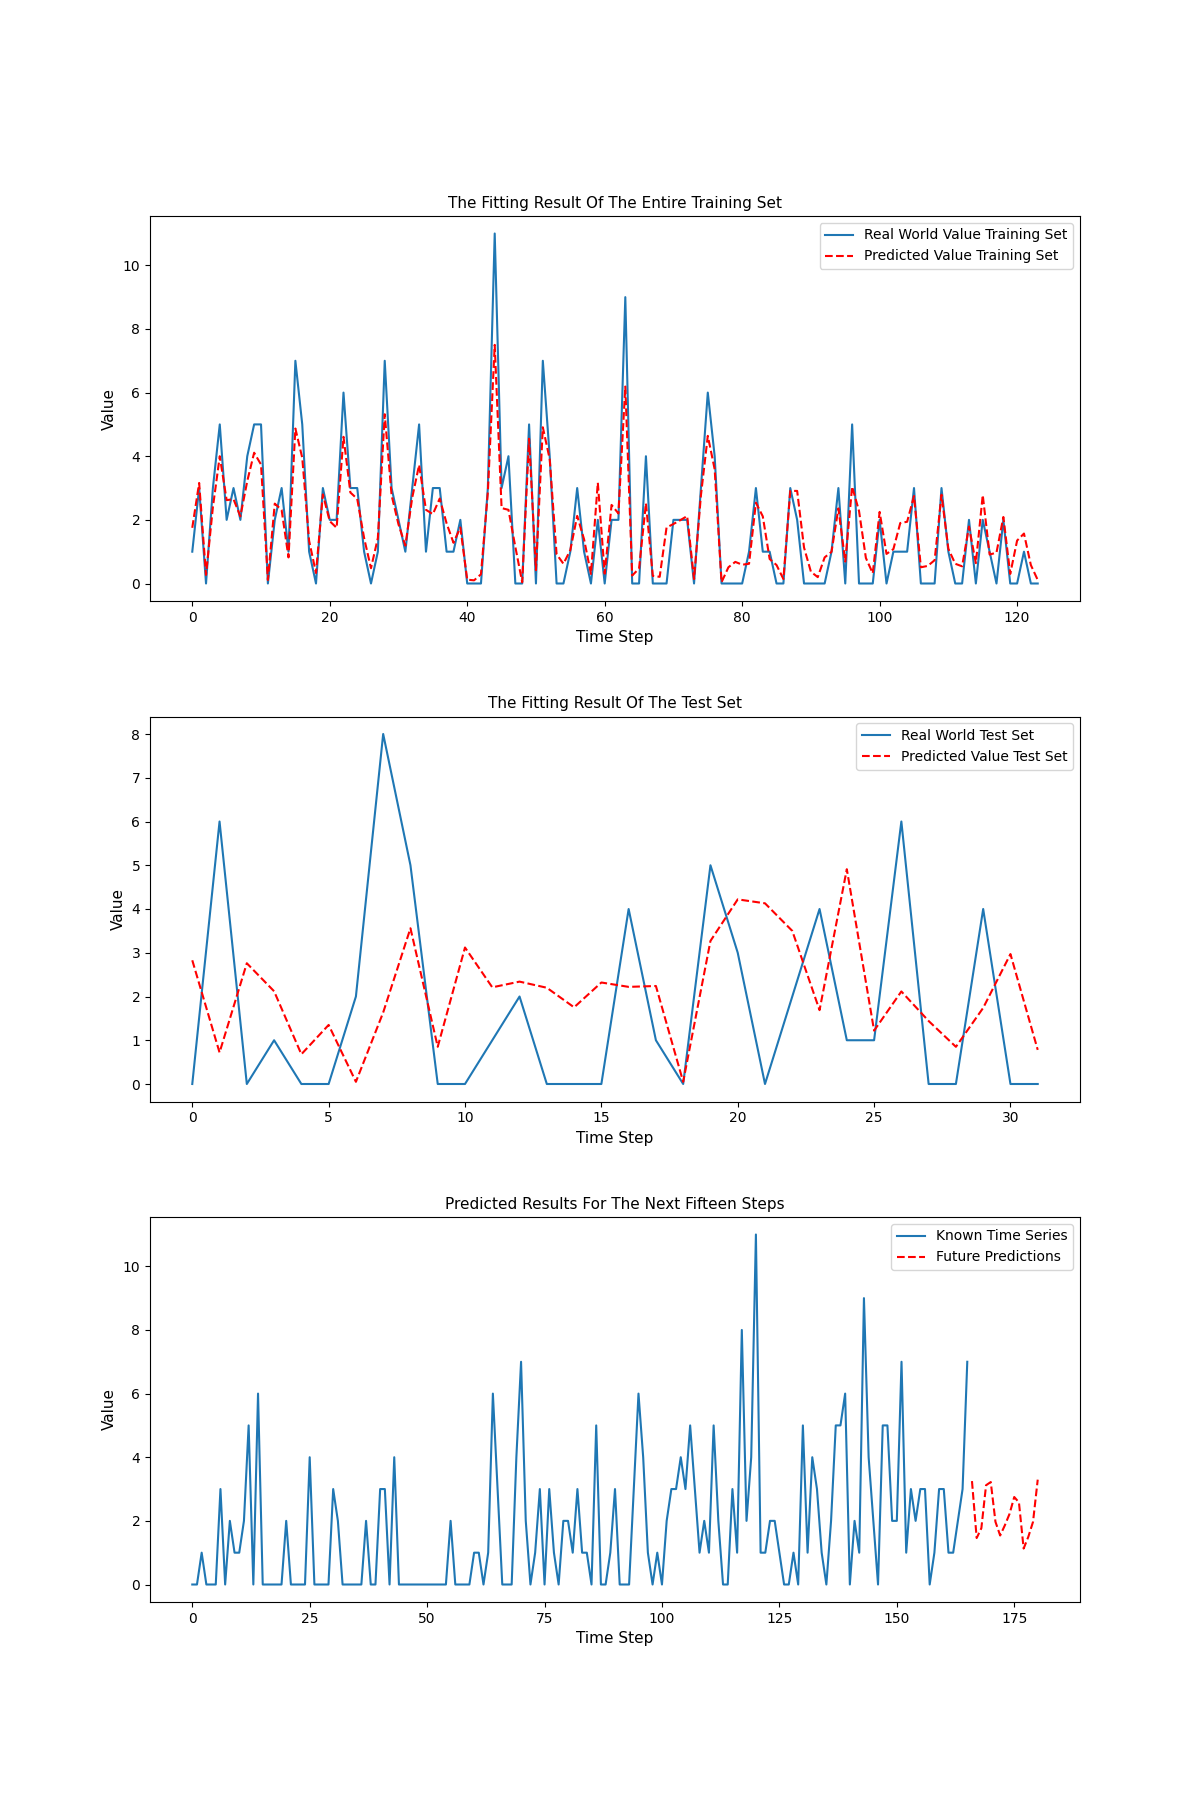 The Fitting Result Of The Entire Training Set
Real World Value Training Set
Predicted Value Training Set
10
8
6
4
2
0
Value
0 20 40 60 80 100 120
Time Step
The Fitting Result Of The Test Set
Real World Test Set
Predicted Value Test Set
8
7
6
5
4
3
2
1
0
Value
0 5 10 15 20 25 30
Time Step
Predicted Results For The Next Fifteen Steps
Known Time Series
Future Predictions
10
8
6
4
2
0
Value
0 25 50 75 100 125 150 175
Time Step